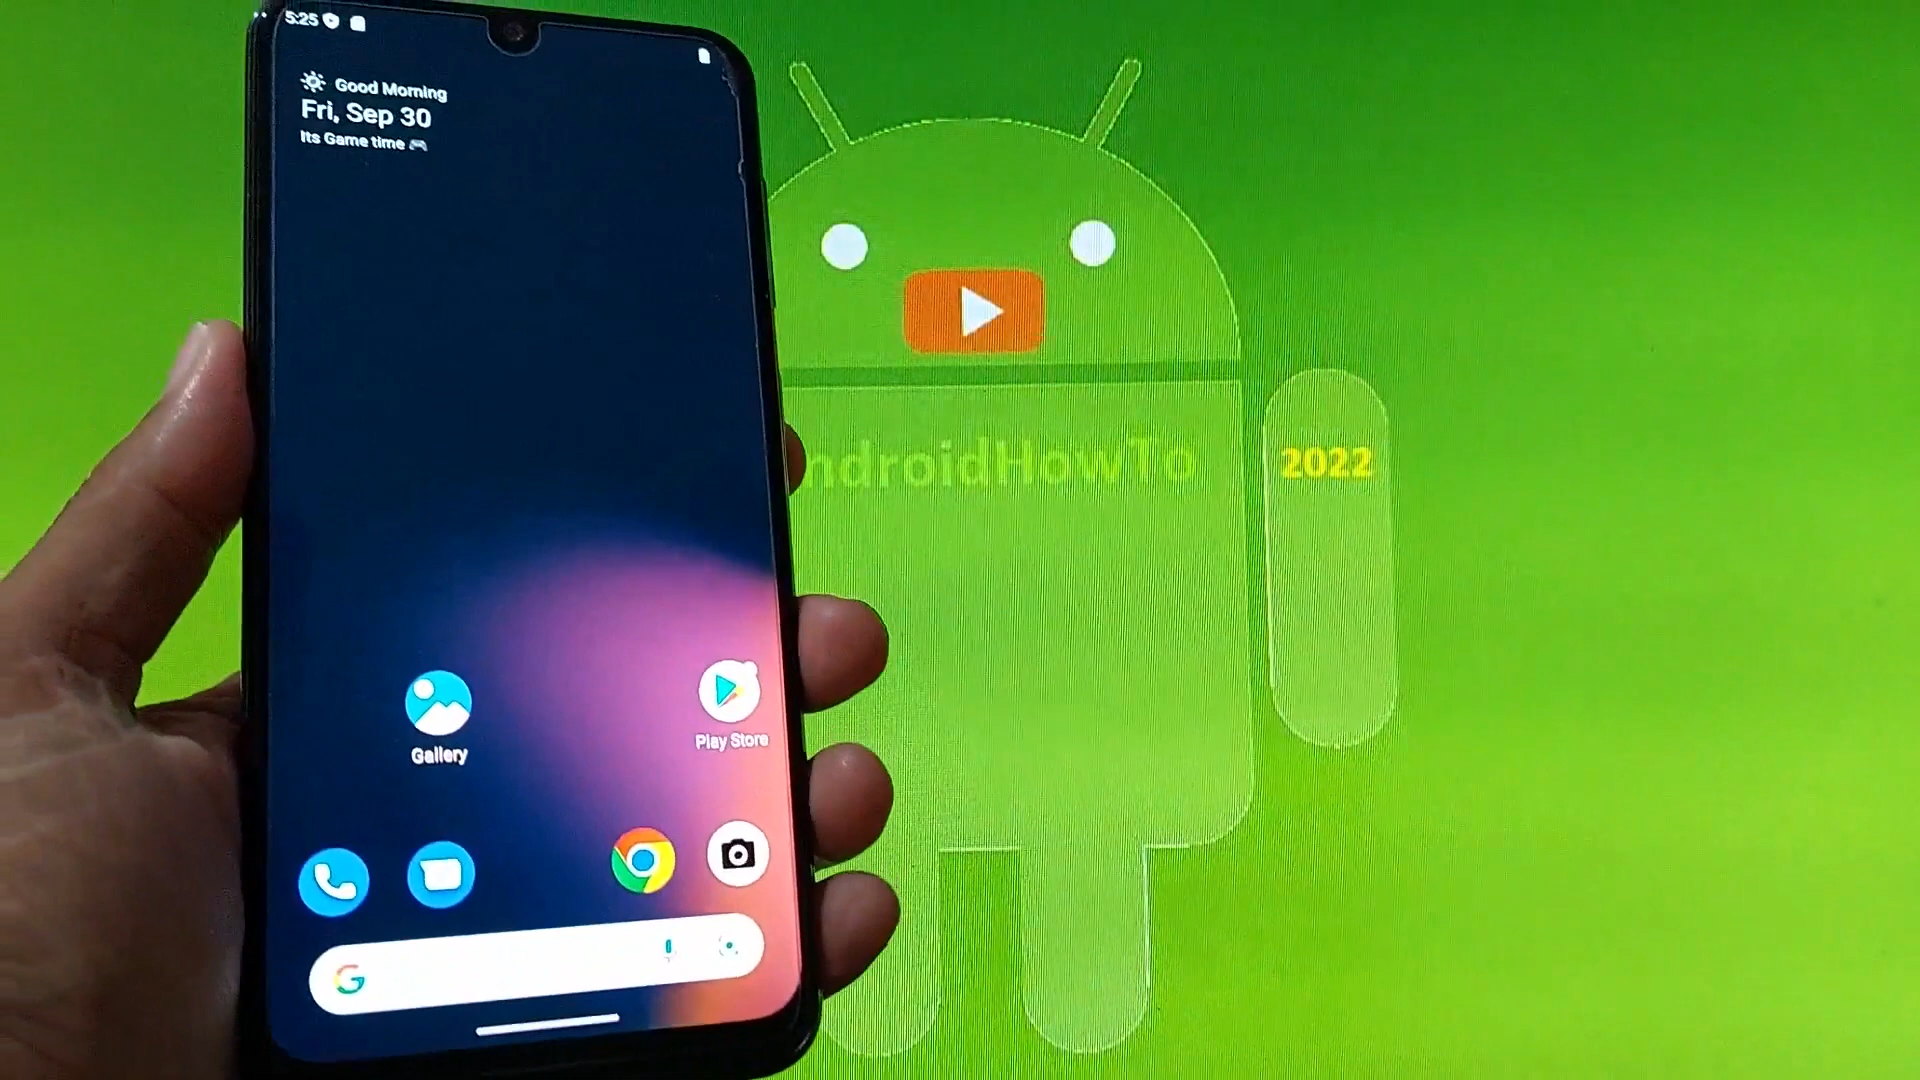 5:25
Good Morning
Fri, Sep 30
Its Game time
ndroidHowTo
2022
Gallery
Play Store
G